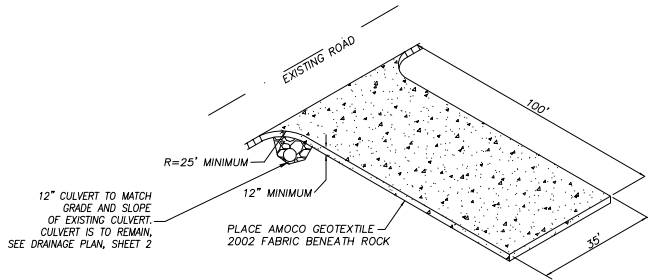 EXISTING ROAD
100'
R=25' MINIMUM
12" MINIMUM
12" CULVERT TO MATCH
GRADE AND SLOPE
OF EXISTING CULVERT.
CULVERT IS TO REMAIN,
SEE DRAINAGE PLAN, SHEET 2
PLACE AMOCO GEOTEXTILE
2002 FABRIC BENEATH ROCK
35'